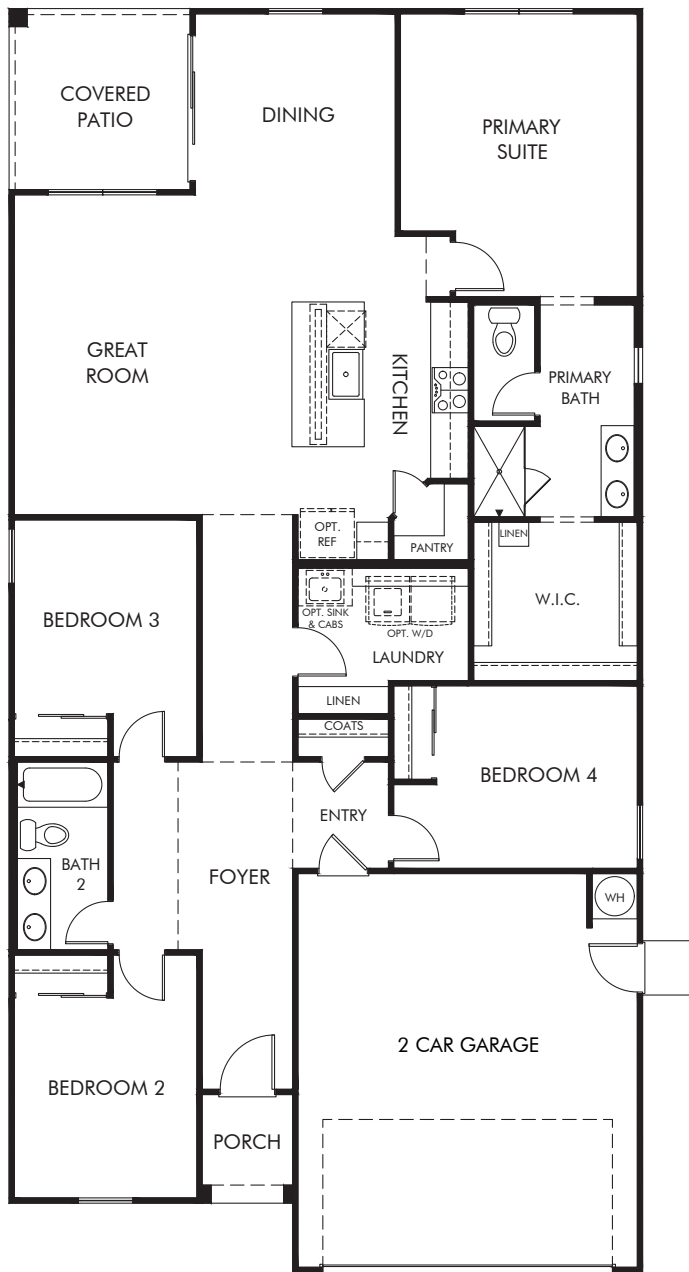 COVERED
PATIO
DINING
PRIMARY
SUITE
GREAT
ROOM
KITCHEN
PRIMARY
BATH
OPT.
REF
PANTRY
LINEN
W.I.C.
OPT. SINK
& CABS
OPT. W/D
LAUNDRY
BEDROOM 3
LINEN
COATS
BEDROOM 4
ENTRY
BATH
2
FOYER
WH
2 CAR GARAGE
BEDROOM 2
PORCH